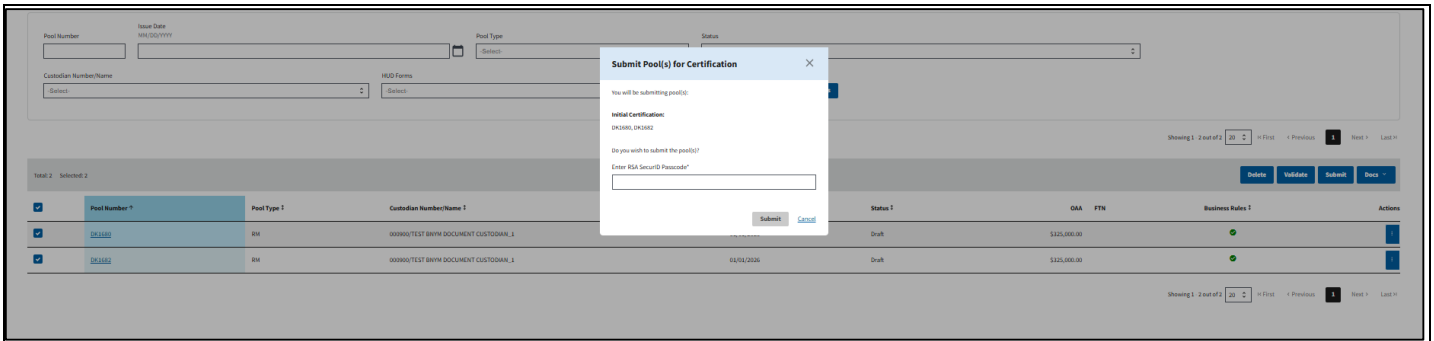 Issue Date
Pool Number MM/DD/YYYY Pool Type Status
-Select-
Custodian Number/Name HUD Forms
-Select- -Select-
Submit Pool(s) for Certification
You will be submitting pool(s):
Initial Certification:
DK1680, DK1682
Do you wish to submit the pool(s)?
Enter RSA SecurID Passcode*
Submit Cancel
Showing 1 2 out of 2 20 « First ‹ Previous 1 Next › Last »
Total: 2 Selected: 2 Delete Validate Submit Docs
Pool Number Pool Type Custodian Number/Name Status OAA FTN Business Rules Actions
DK1680 RM 000900/TEST BNYM DOCUMENT CUSTODIAN_1 Draft $325,000.00
DK1682 RM 000900/TEST BNYM DOCUMENT CUSTODIAN_1 01/01/2026 Draft $325,000.00
Showing 1 2 out of 2 20 « First ‹ Previous 1 Next › Last »